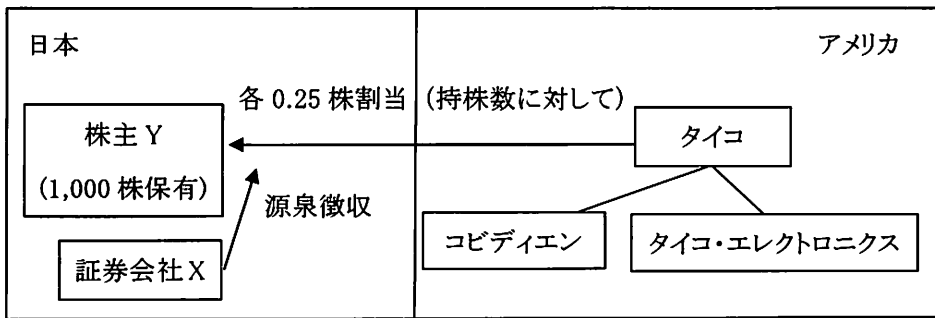 日本
アメリカ
各 0.25 株割当（持株数に対して）
株主 Y
(1,000 株保有)
タイコ
源泉徴収
コビディエン
タイコ・エレクトロニクス
証券会社 X